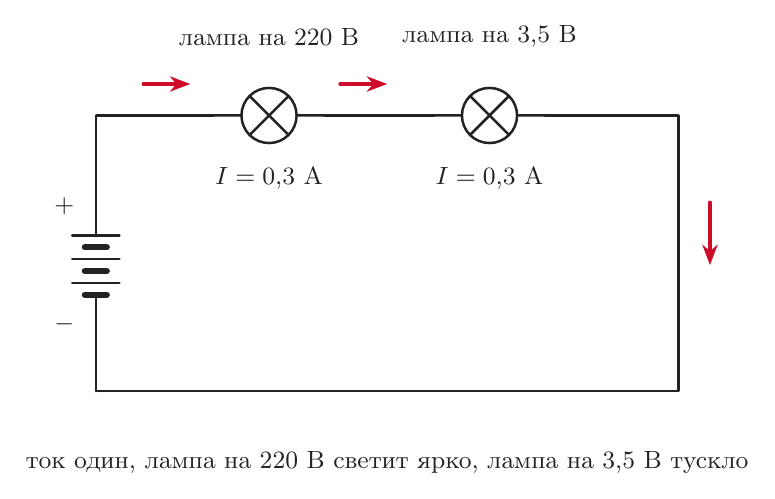 лампа на 220 В
лампа на 3,5 В
I = 0,3 А
I = 0,3 А
+
−
ток один, лампа на 220 В светит ярко, лампа на 3,5 В тускло